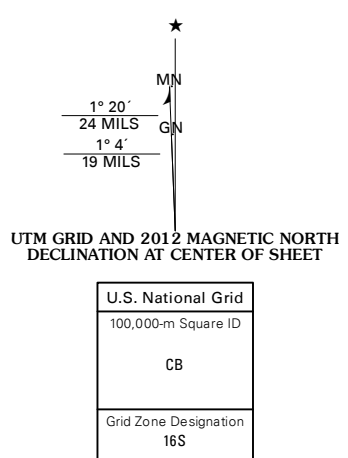 ★
MN
1° 20´
24 MILS
GN
1° 4´
19 MILS
UTM GRID AND 2012 MAGNETIC NORTH
DECLINATION AT CENTER OF SHEET
U.S. National Grid
100,000-m Square ID
CB
Grid Zone Designation
16S